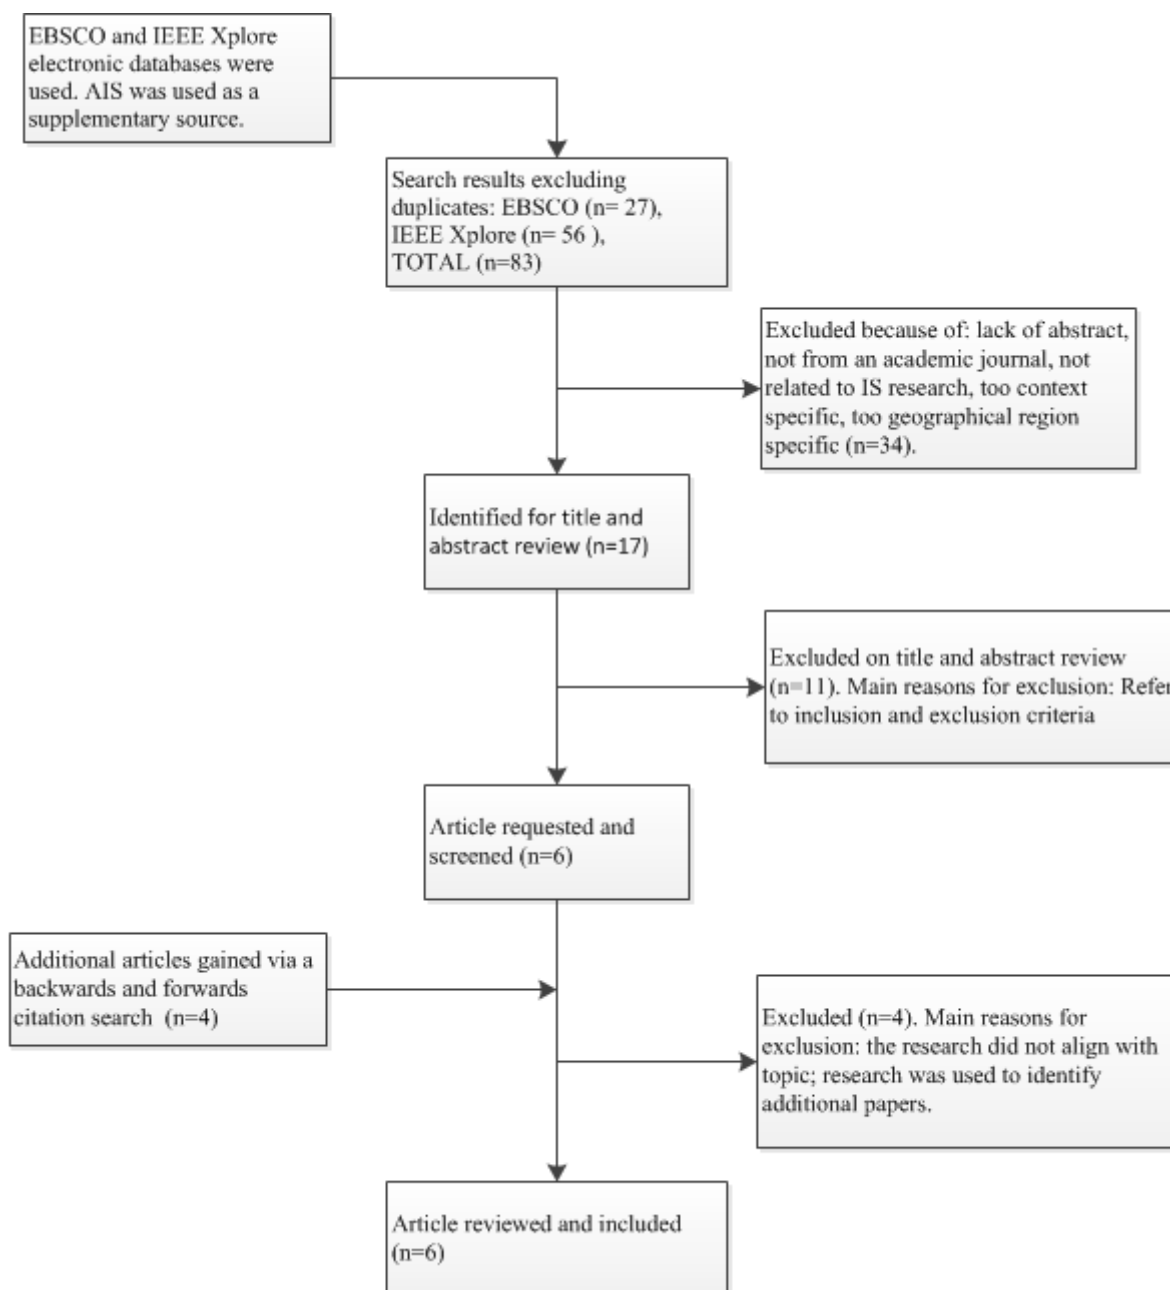 EBSCO and IEEE Xplore
electronic databases were
used. AIS was used as a
supplementary source.
Search results excluding
duplicates: EBSCO (n= 27),
IEEE Xplore (n= 56 ),
TOTAL (n=83)
Excluded because of: lack of abstract,
not from an academic journal, not
related to IS research, too context
specific, too geographical region
specific (n=34).
Identified for title and
abstract review (n=17)
Excluded on title and abstract review
(n=11). Main reasons for exclusion: Refer
to inclusion and exclusion criteria
Article requested and
screened (n=6)
Additional articles gained via a
backwards and forwards
citation search (n=4)
Excluded (n=4). Main reasons for
exclusion: the research did not align with
topic; research was used to identify
additional papers.
Article reviewed and included
(n=6)